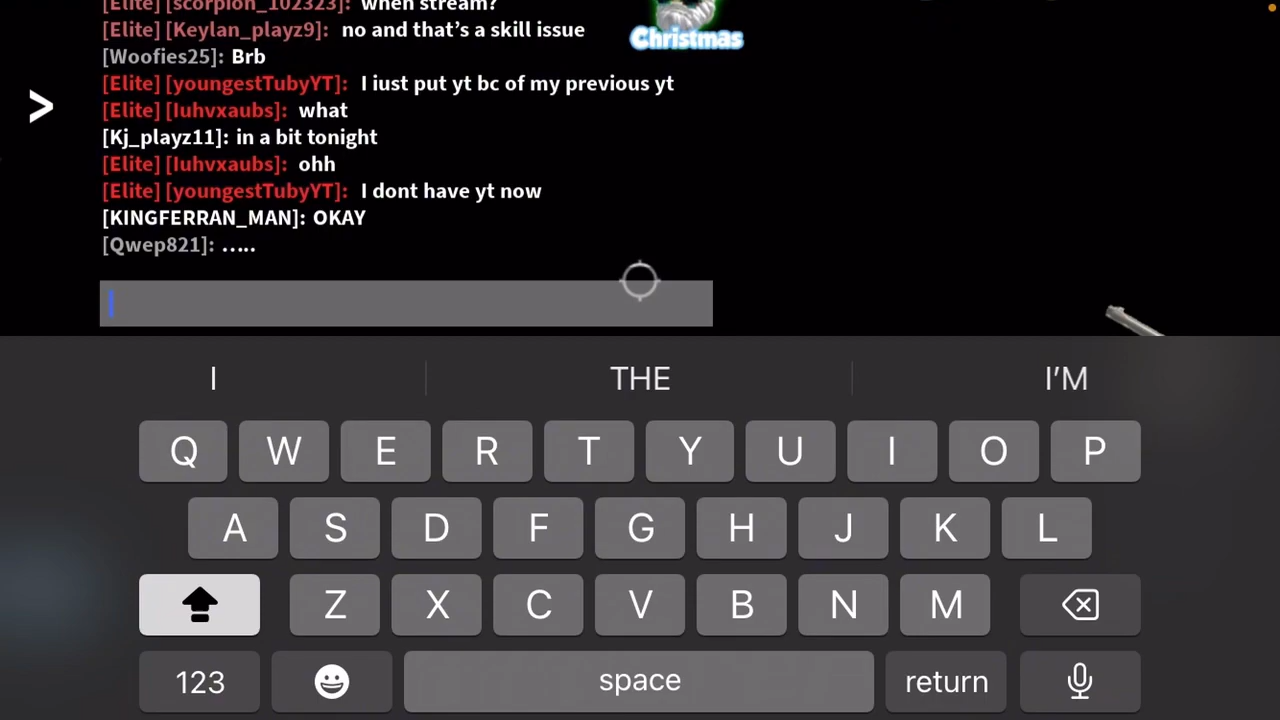 [Elite] [scorpion_102323]: when stream?
[Elite] [Keylan_playz9]: no and that's a skill issue
Christmas
[Woofies25]: Brb
[Elite] [youngestTubyYT]: I iust put yt bc of my previous yt
>
[Elite] [Iuhvxaubs]: what
[Kj_playz11]: in a bit tonight
[Elite] [Iuhvxaubs]: ohh
[Elite] [youngestTubyYT]: I dont have yt now
[KINGFERRAN_MAN]: OKAY
[Qwep821]: .....
I THE I'M
Q W E R T Y U I O P
A S D F G H J K L
Z X C V B N M
123 space return